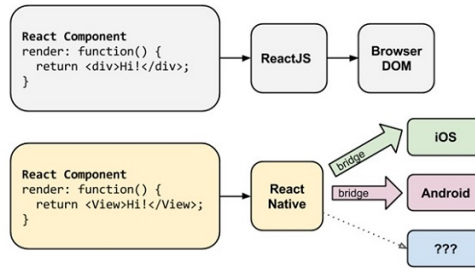 React Component
render: function() {
return <div>Hi!</div>;
}
ReactJS
Browser
DOM
React Component
render: function() {
return <View>Hi!</View>;
}
React
Native
bridge
iOS
bridge
Android
???